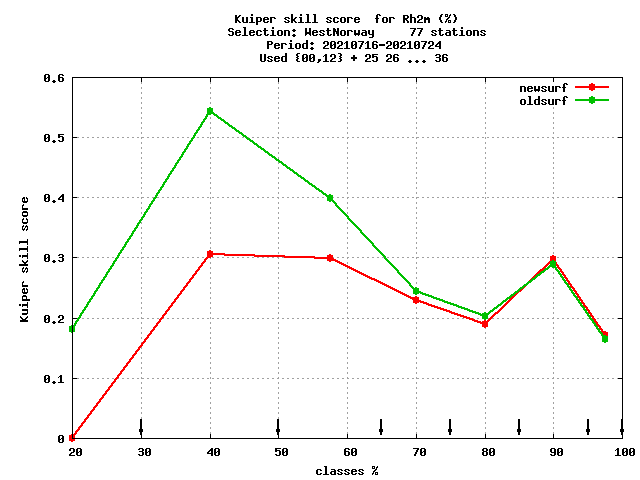 Kuiper skill score  for Rh2m (%)
Selection: WestNorway     77 stations
Period: 20210716-20210724
Used {00,12} + 25 26 ... 36
newsurf
oldsurf
0.6
0.5
0.4
0.3
0.2
0.1
0
Kuiper skill score
20 30 40 50 60 70 80 90 100
classes %